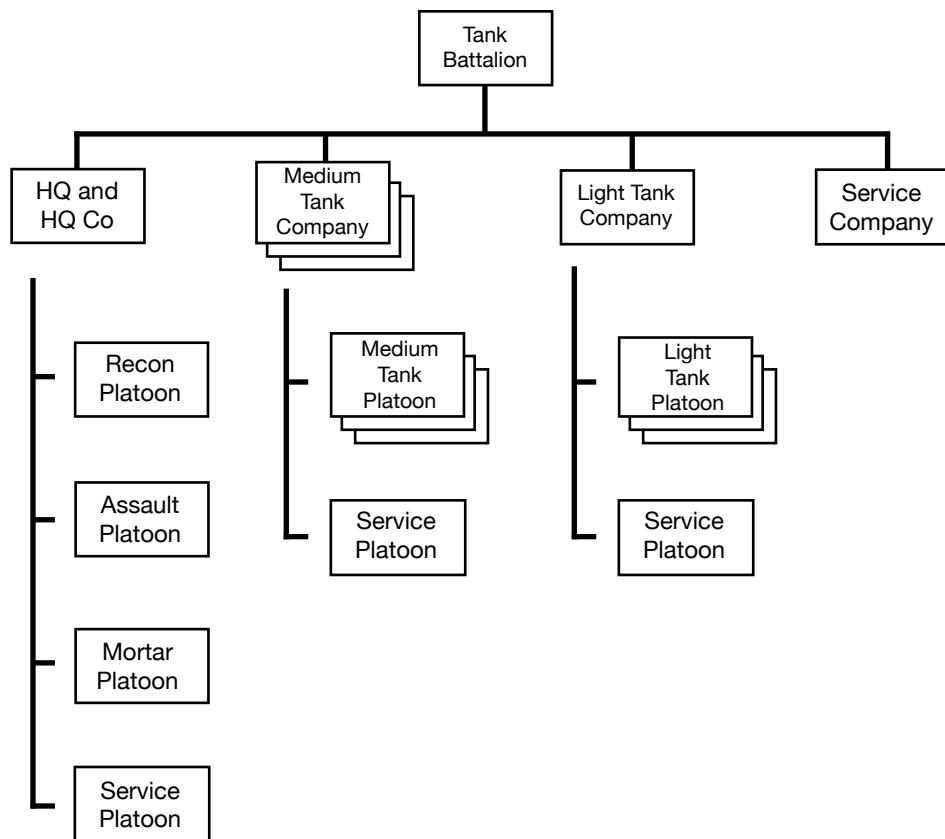 Tank
Battalion
HQ and
HQ Co
Medium
Tank
Company
Light Tank
Company
Service
Company
Recon
Platoon
Assault
Platoon
Mortar
Platoon
Service
Platoon
Medium
Tank
Platoon
Service
Platoon
Light
Tank
Platoon
Service
Platoon